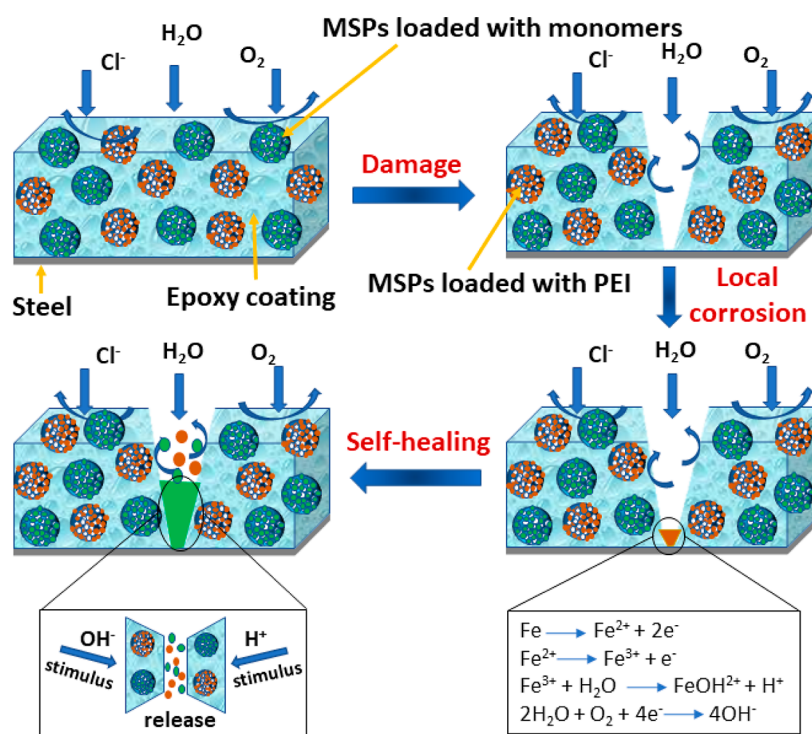 MSPs loaded with monomers
Cl⁻
H₂O
O₂
Steel
Epoxy coating
Damage
Cl⁻
H₂O
O₂
MSPs loaded with PEI
Local
corrosion
Cl⁻
H₂O
O₂
Fe → Fe²⁺ + 2e⁻
Fe²⁺ → Fe³⁺ + e⁻
Fe³⁺ + H₂O → FeOH²⁺ + H⁺
2H₂O + O₂ + 4e⁻ → 4OH⁻
Self-healing
Cl⁻
H₂O
O₂
OH⁻
stimulus
H⁺
stimulus
release